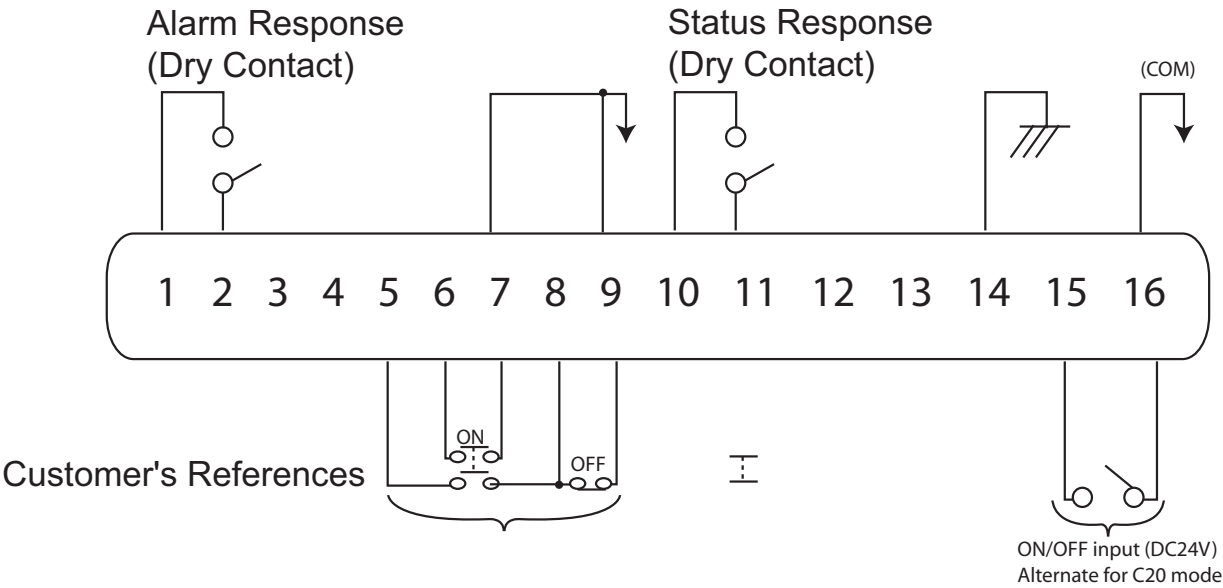 Alarm Response
(Dry Contact)
Status Response
(Dry Contact)
(COM)
1 2 3 4 5 6 7 8 9 10 11 12 13 14 15 16
ON
OFF
Customer's References
ON/OFF input (DC24V)
Alternate for C20 mode